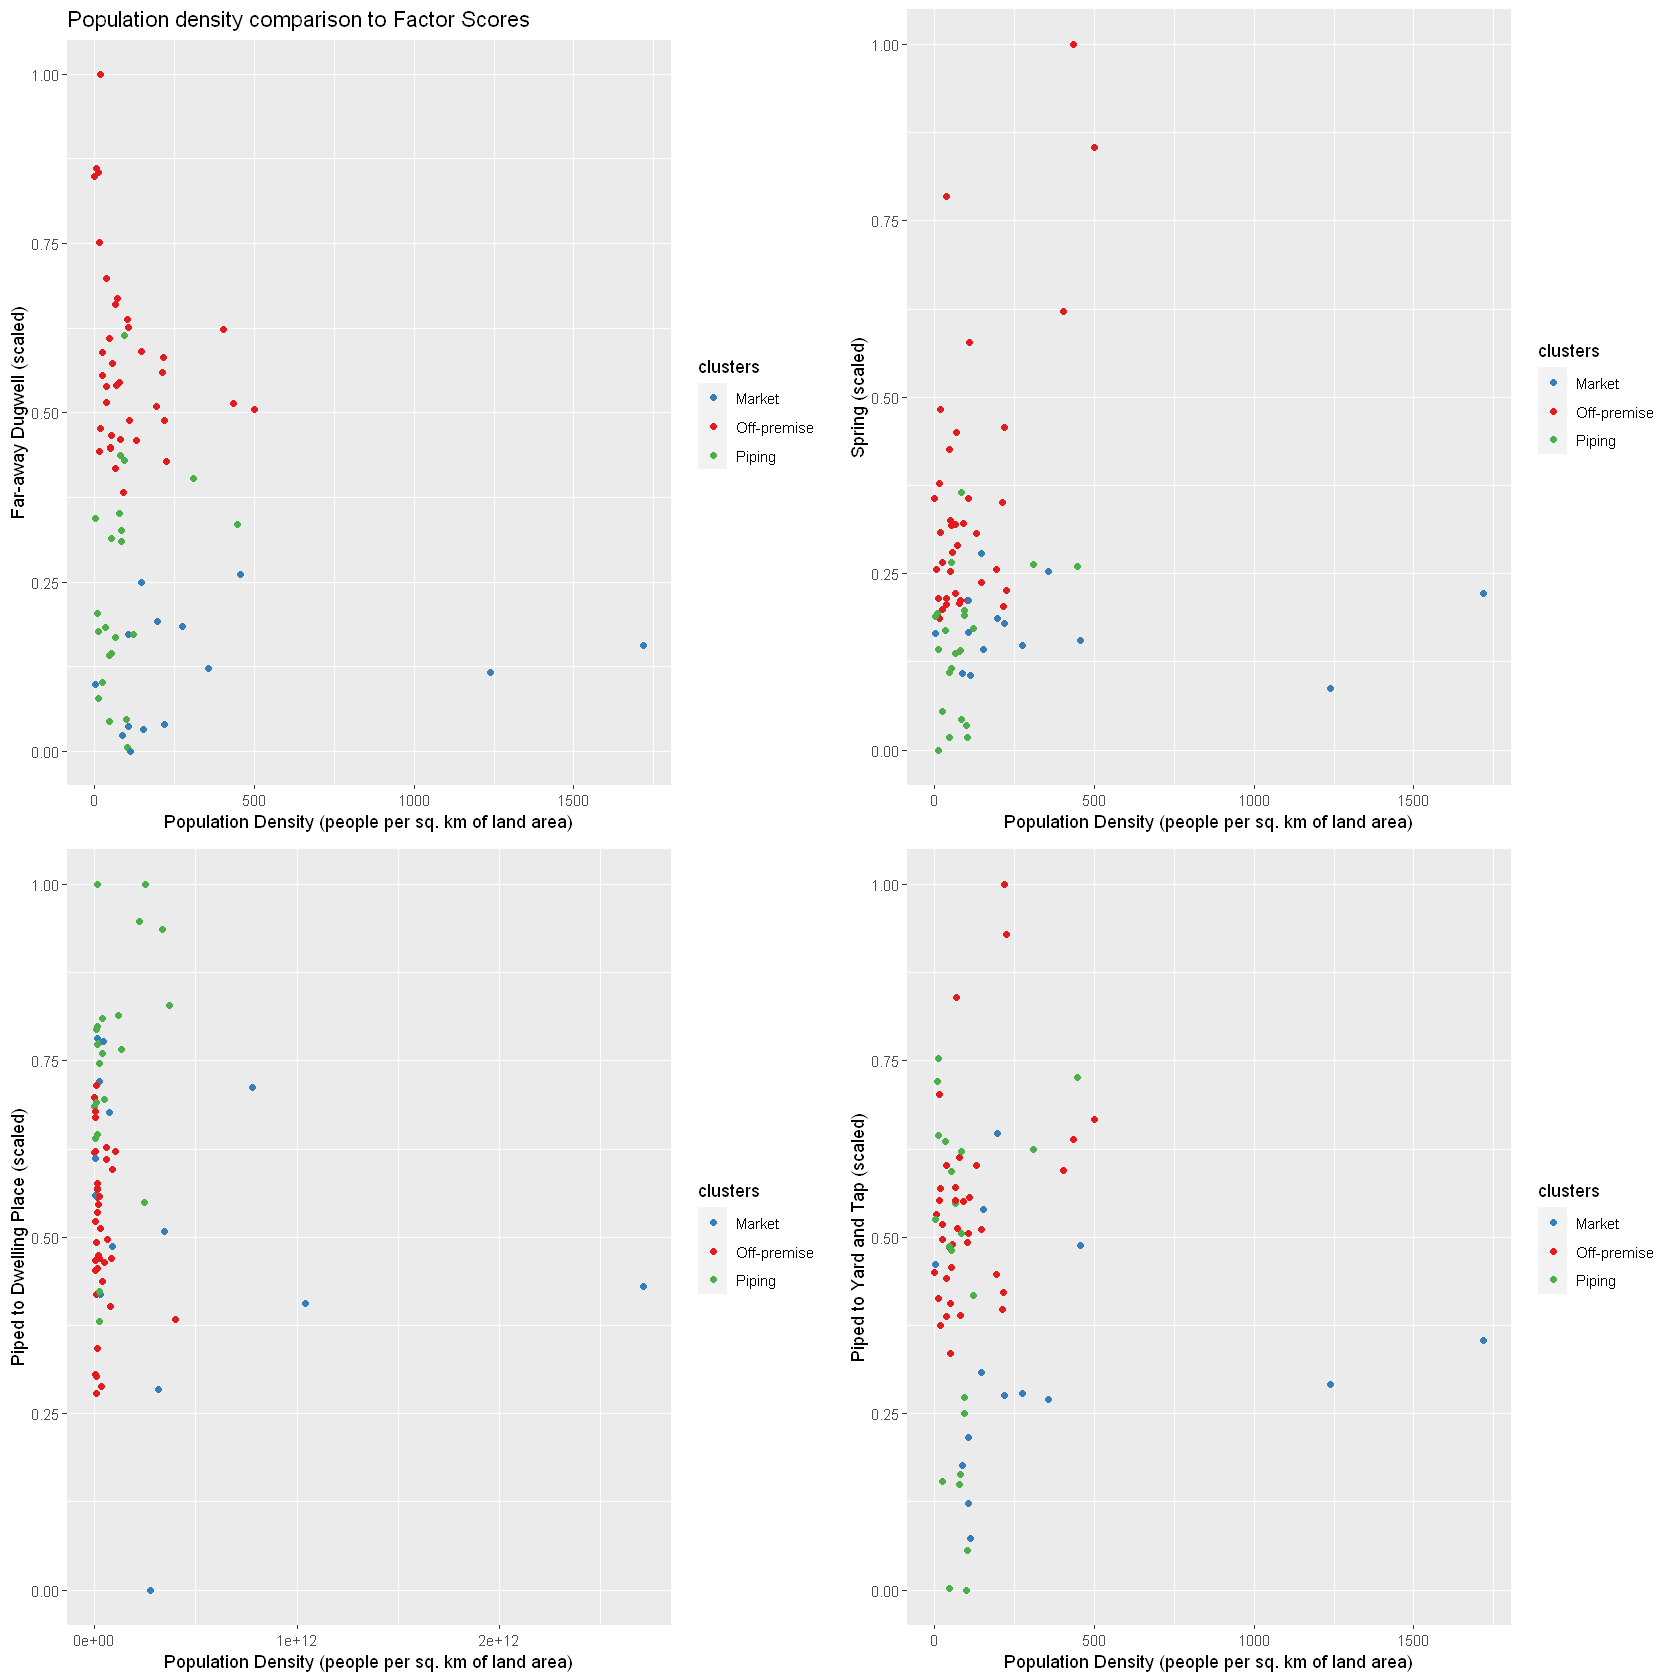 Population density comparison to Factor Scores
1.00
0.75
0.50
0.25
0.00
Far-away Dugwell (scaled)
0 500 1000 1500
Population Density (people per sq. km of land area)
clusters
Market
Off-premise
Piping
1.00
0.75
0.50
0.25
0.00
Spring (scaled)
0 500 1000 1500
Population Density (people per sq. km of land area)
clusters
Market
Off-premise
Piping
1.00
0.75
0.50
0.25
0.00
Piped to Dwelling Place (scaled)
0e+00 1e+12 2e+12
Population Density (people per sq. km of land area)
clusters
Market
Off-premise
Piping
1.00
0.75
0.50
0.25
0.00
Piped to Yard and Tap (scaled)
0 500 1000 1500
Population Density (people per sq. km of land area)
clusters
Market
Off-premise
Piping